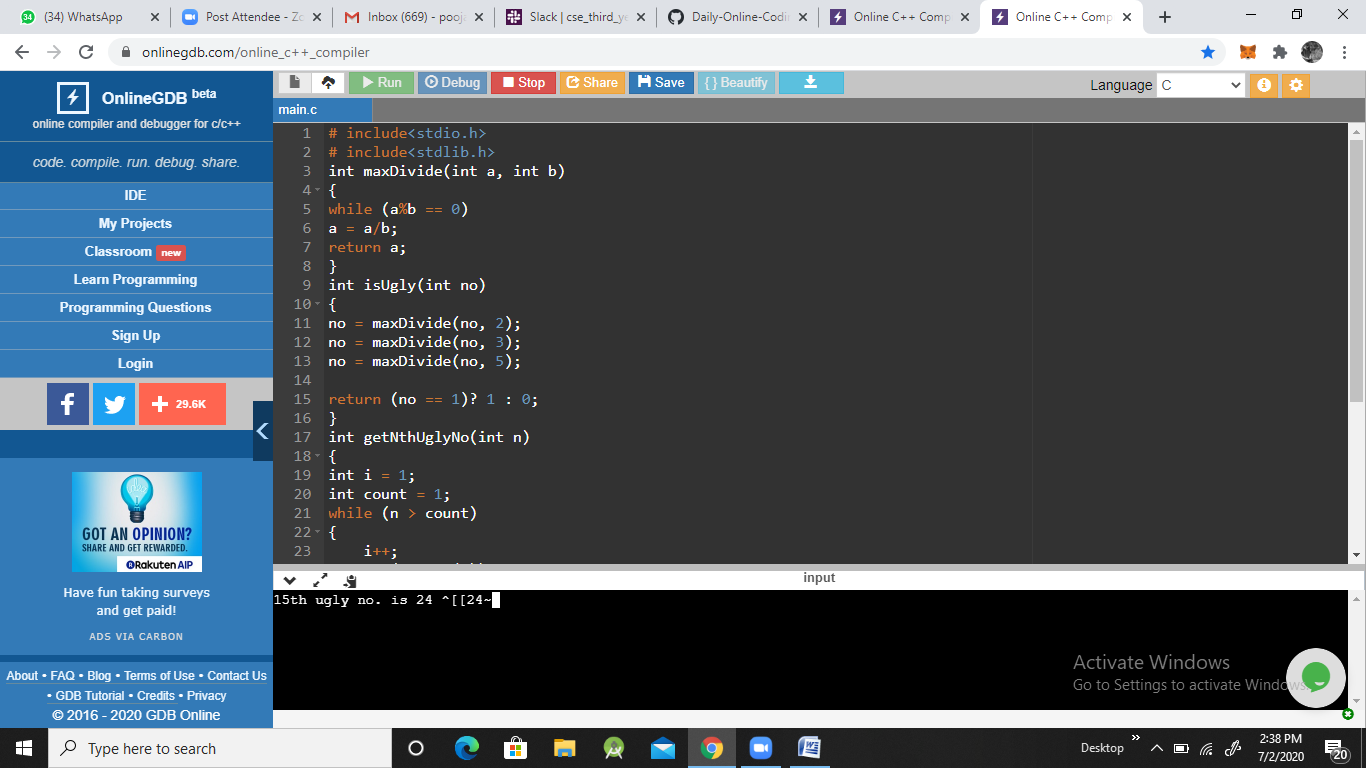 (34) WhatsApp
Post Attendee - Zo
Inbox (669) - pooja
Slack | cse_third_ye
Daily-Online-Codin
Online C++ Comp
Online C++ Comp
onlinegdb.com/online_c++_compiler
OnlineGDB beta
online compiler and debugger for c/c++
code. compile. run. debug. share.
IDE
My Projects
Classroom new
Learn Programming
Programming Questions
Sign Up
Login
29.6K
GOT AN OPINION?
SHARE AND GET REWARDED.
Rakuten AIP
Have fun taking surveys
and get paid!
ADS VIA CARBON
About • FAQ • Blog • Terms of Use • Contact Us
• GDB Tutorial • Credits • Privacy
© 2016 - 2020 GDB Online
Run Debug Stop Share Save { } Beautify
Language C
main.c
1 # include<stdio.h>
2 # include<stdlib.h>
3 int maxDivide(int a, int b)
4 {
5 while (a%b == 0)
6 a = a/b;
7 return a;
8 }
9 int isUgly(int no)
10 {
11 no = maxDivide(no, 2);
12 no = maxDivide(no, 3);
13 no = maxDivide(no, 5);
14
15 return (no == 1)? 1 : 0;
16 }
17 int getNthUglyNo(int n)
18 {
19 int i = 1;
20 int count = 1;
21 while (n > count)
22 {
23 i++;
input
15th ugly no. is 24 ^[[24~
Activate Windows
Go to Settings to activate Windows.
Type here to search
Desktop
2:38 PM
7/2/2020
20